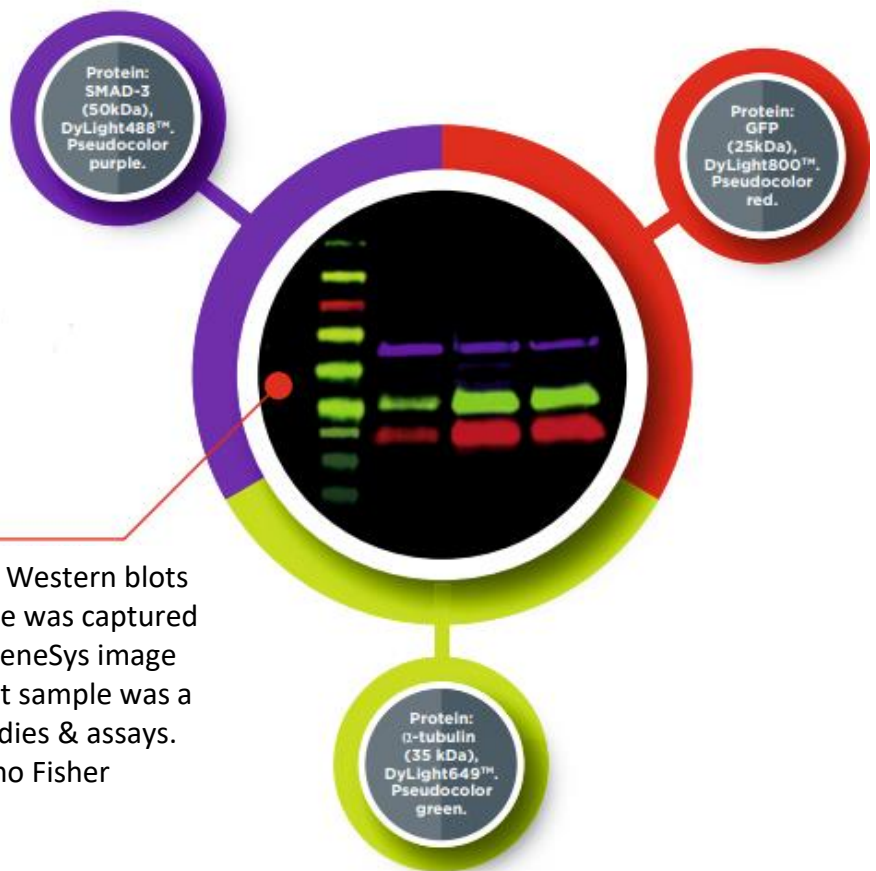 Protein:
SMAD-3
(50kDa),
DyLight488™.
Pseudocolor
purple.
Protein:
GFP
(25kDa),
DyLight800™.
Pseudocolor
red.
Western blots
e was captured
eneSys image
t sample was a
dies & assays.
no Fisher
Protein:
α-tubulin
(35 kDa),
DyLight649™.
Pseudocolor
green.